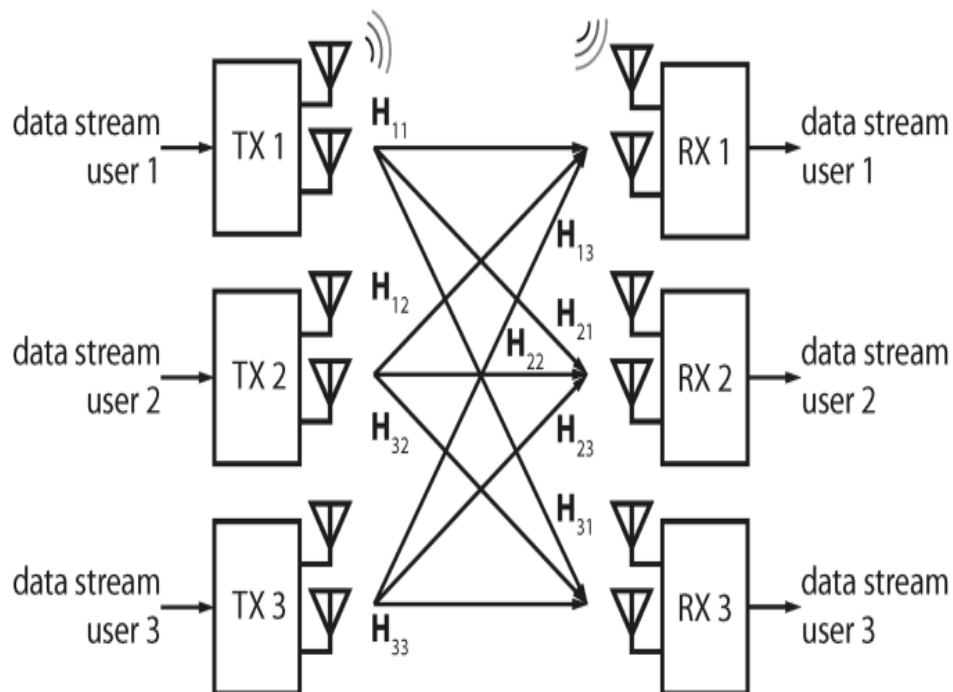 data stream
user 1
TX 1
H11
RX 1
data stream
user 1
H13
H12
H21
data stream
user 2
TX 2
H22
RX 2
data stream
user 2
H32
H23
H31
data stream
user 3
TX 3
H33
RX 3
data stream
user 3